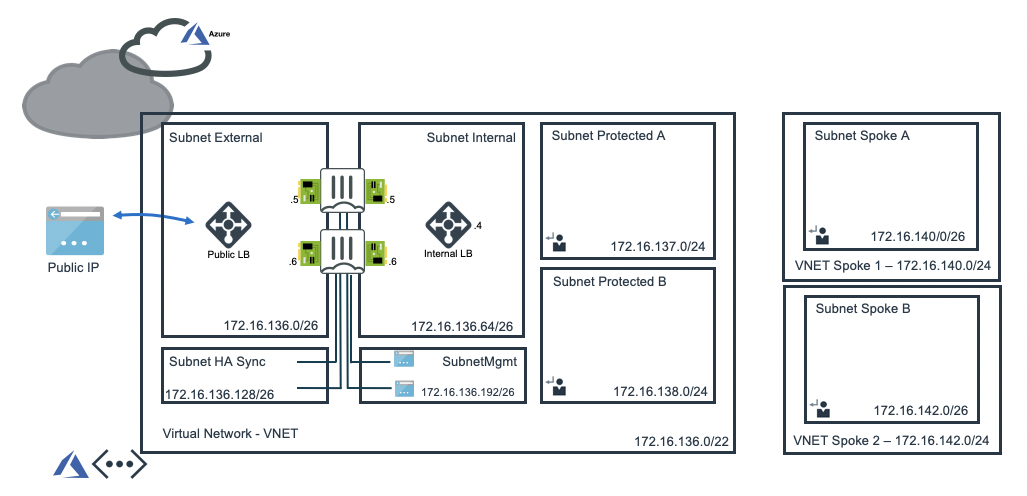 Azure
Public IP
Subnet External
Public LB
172.16.136.0/26
.5
.6
Subnet Internal
.5
.6
.4
Internal LB
172.16.136.64/26
Subnet HA Sync
172.16.136.128/26
SubnetMgmt
172.16.136.192/26
Subnet Protected A
172.16.137.0/24
Subnet Protected B
172.16.138.0/24
Virtual Network - VNET
172.16.136.0/22
Subnet Spoke A
172.16.140/0/26
VNET Spoke 1 – 172.16.140.0/24
Subnet Spoke B
172.16.142.0/26
VNET Spoke 2 – 172.16.142.0/24